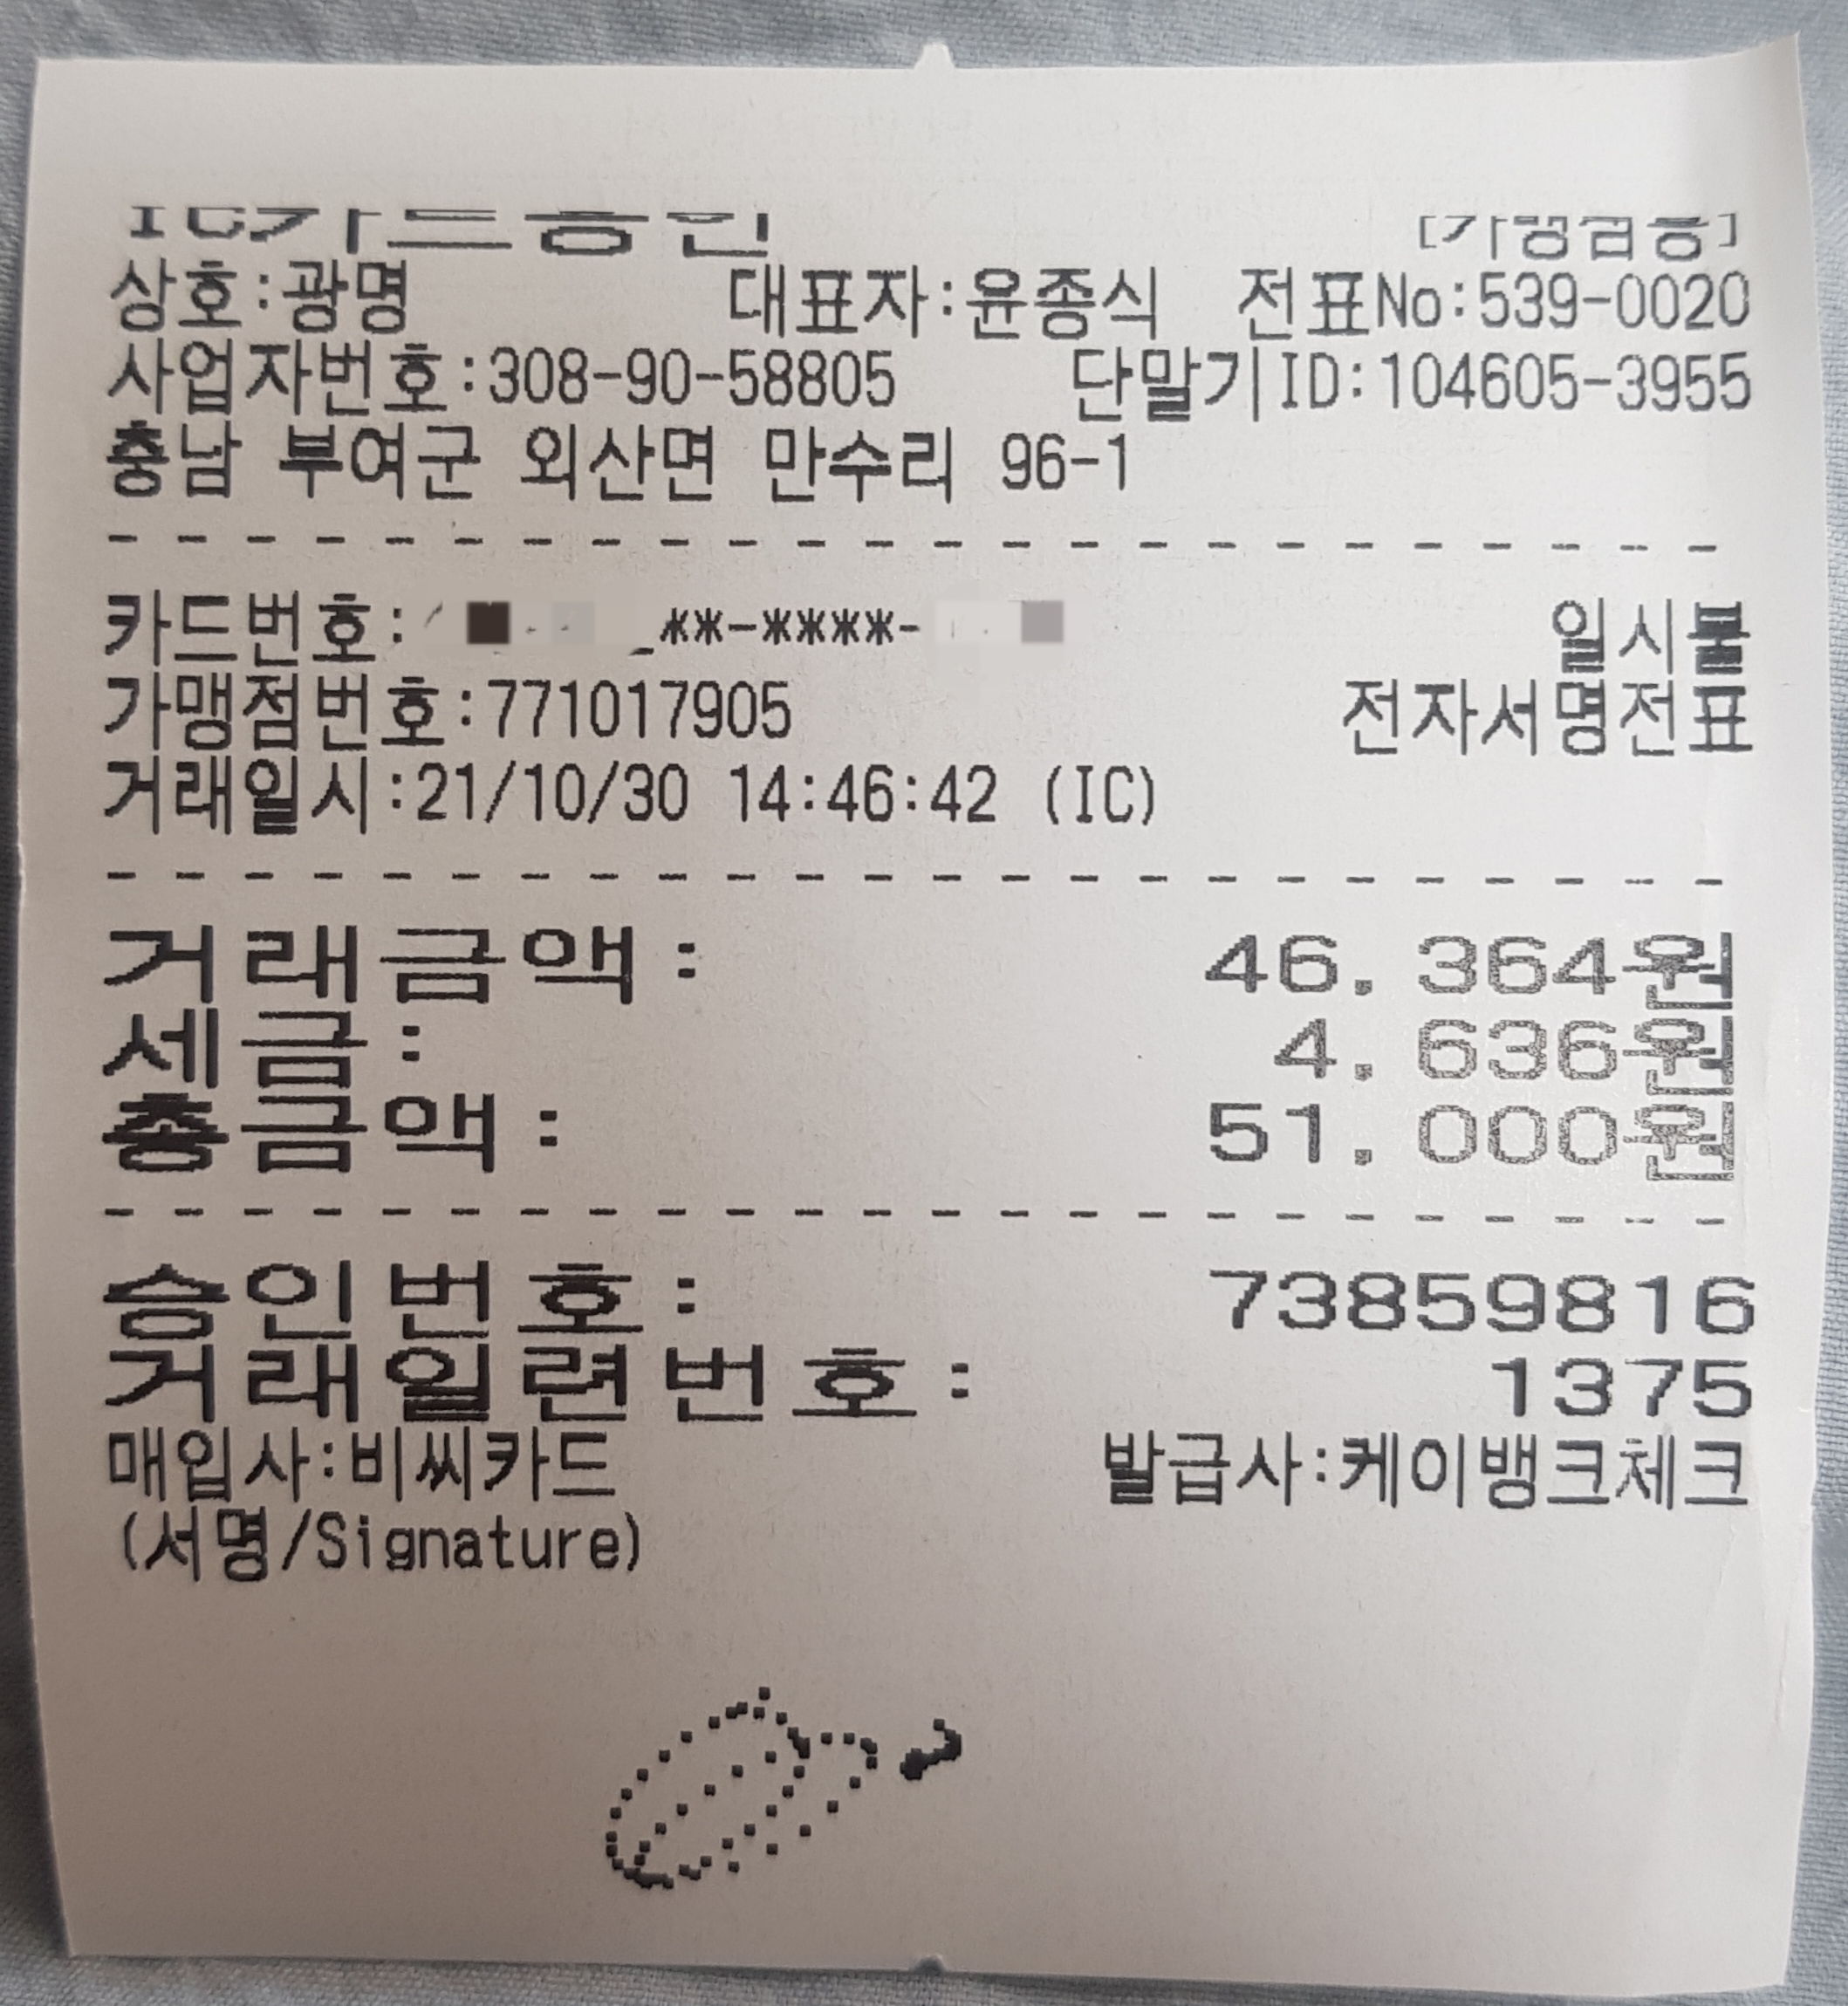 IC카드승인 [가맹점용]
상호:광명 대표자:윤종식 전표No:539-0020
사업자번호:308-90-58805 단말기ID:104605-3955
충남 부여군 외산면 만수리 96-1
카드번호: **-****- 일시불
가맹점번호:771017905 전자서명전표
거래일시:21/10/30 14:46:42 (IC)
거래금액: 46,364원
세금: 4,636원
총금액: 51,000원
승인번호: 73859816
거래일련번호: 1375
매입사:비씨카드 발급사:케이뱅크체크
(서명/Signature)